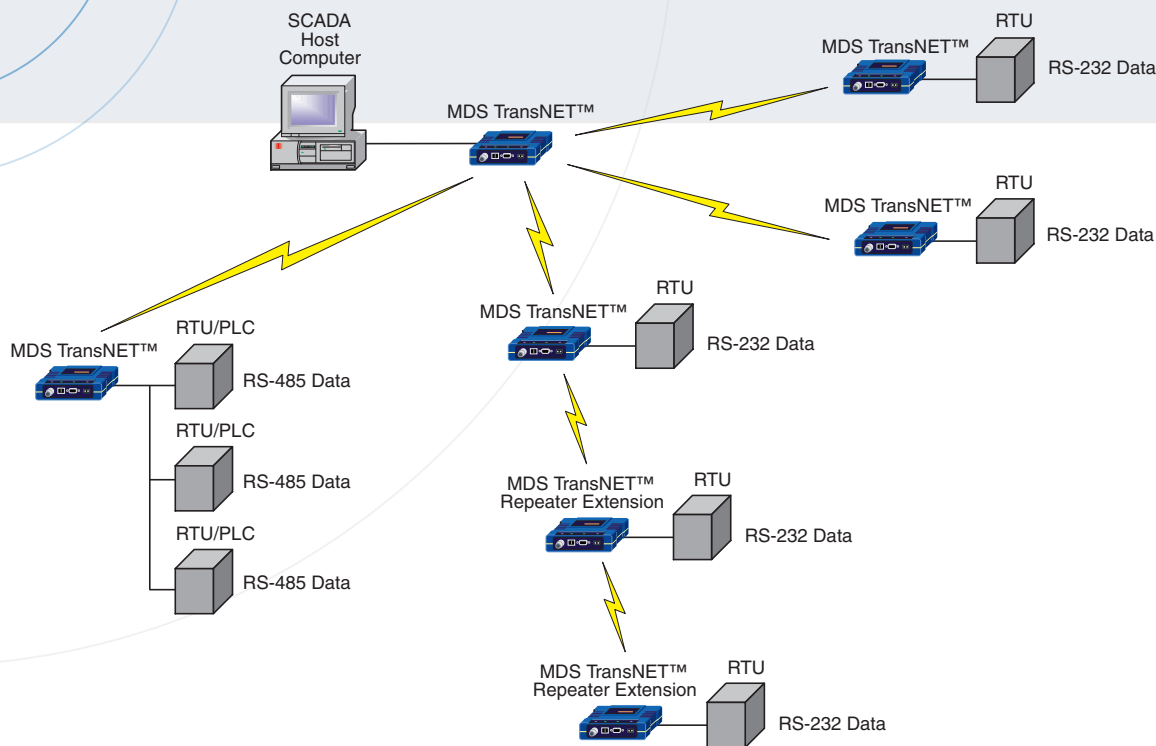 SCADA
Host
Computer
MDS TransNET™
MDS TransNET™
RTU
RS-232 Data
MDS TransNET™
RTU
RS-232 Data
MDS TransNET™
RTU/PLC
RS-485 Data
RTU/PLC
RS-485 Data
RTU/PLC
RS-485 Data
MDS TransNET™
RTU
RS-232 Data
MDS TransNET™
Repeater Extension
RTU
RS-232 Data
MDS TransNET™
Repeater Extension
RTU
RS-232 Data